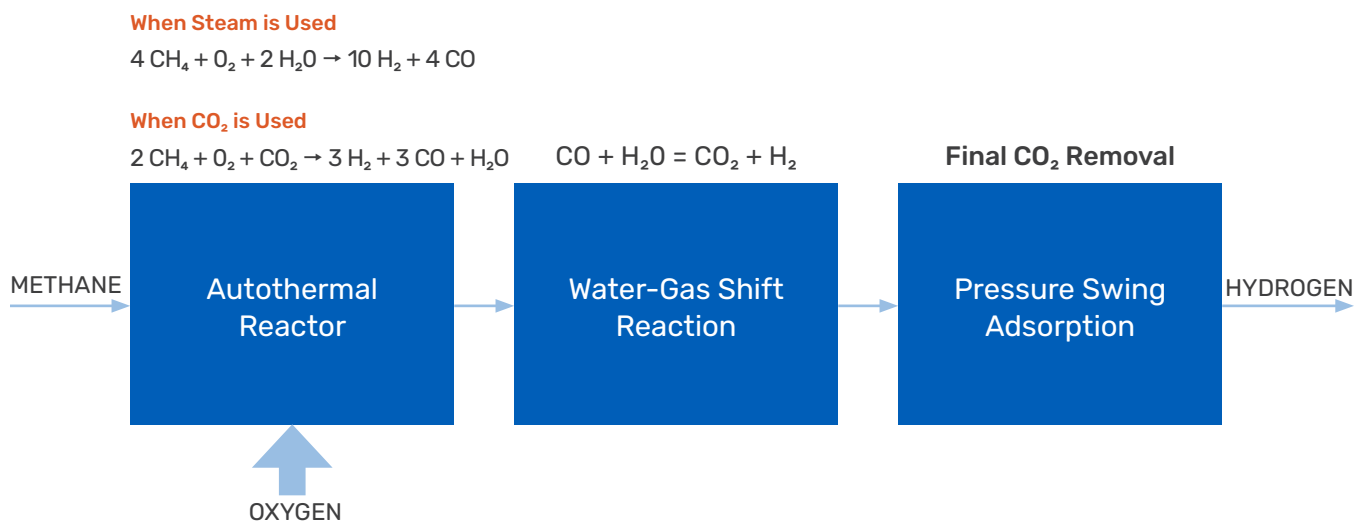 When Steam is Used
4 CH₄ + O₂ + 2 H₂O → 10 H₂ + 4 CO
When CO₂ is Used
2 CH₄ + O₂ + CO₂ → 3 H₂ + 3 CO + H₂O
CO + H₂O = CO₂ + H₂
Final CO₂ Removal
METHANE
Autothermal
Reactor
Water-Gas Shift
Reaction
Pressure Swing
Adsorption
HYDROGEN
OXYGEN